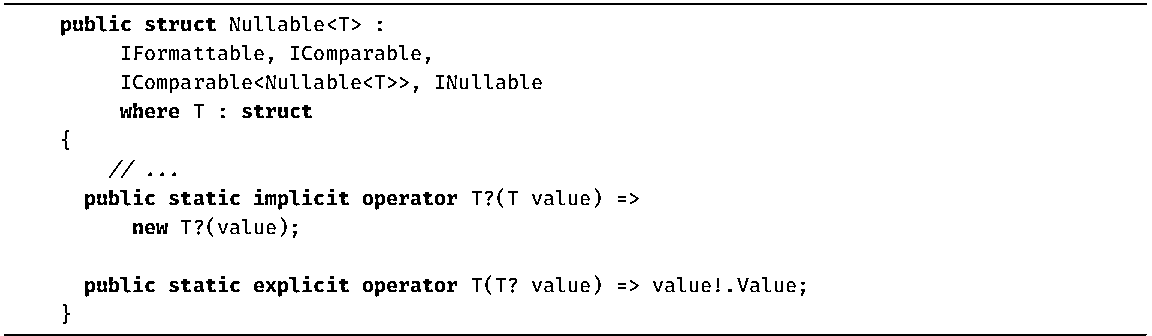 public struct Nullable<T> :
IFormattable, IComparable,
IComparable<Nullable<T>>, INullable
where T : struct
{
// ...
public static implicit operator T?(T value) =>
new T?(value);
public static explicit operator T(T? value) => value!.Value;
}